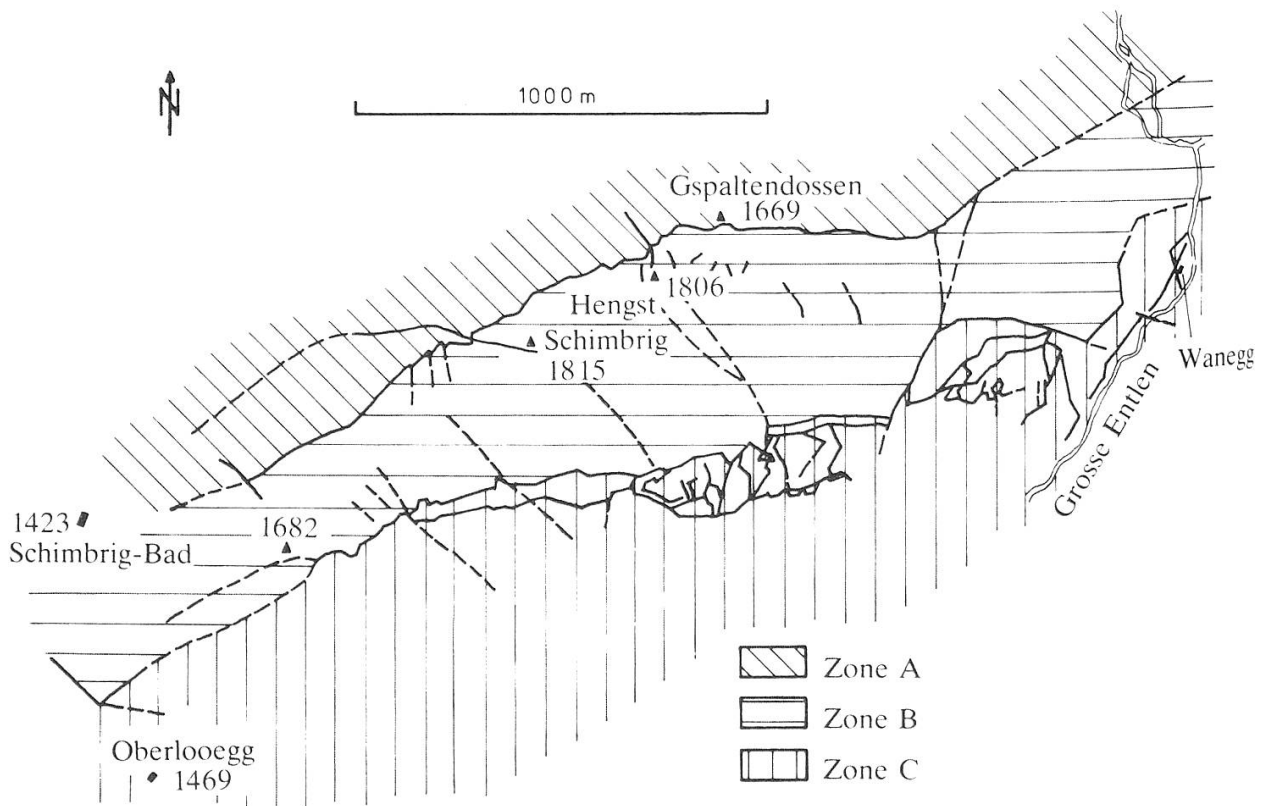 N
1000 m
Gspaltendossen
1669
1806
Hengst
Schimbrig
1815
Wanegg
Grosse Entlen
1423
Schimbrig-Bad
1682
Zone A
Zone B
Zone C
Oberlooegg
1469